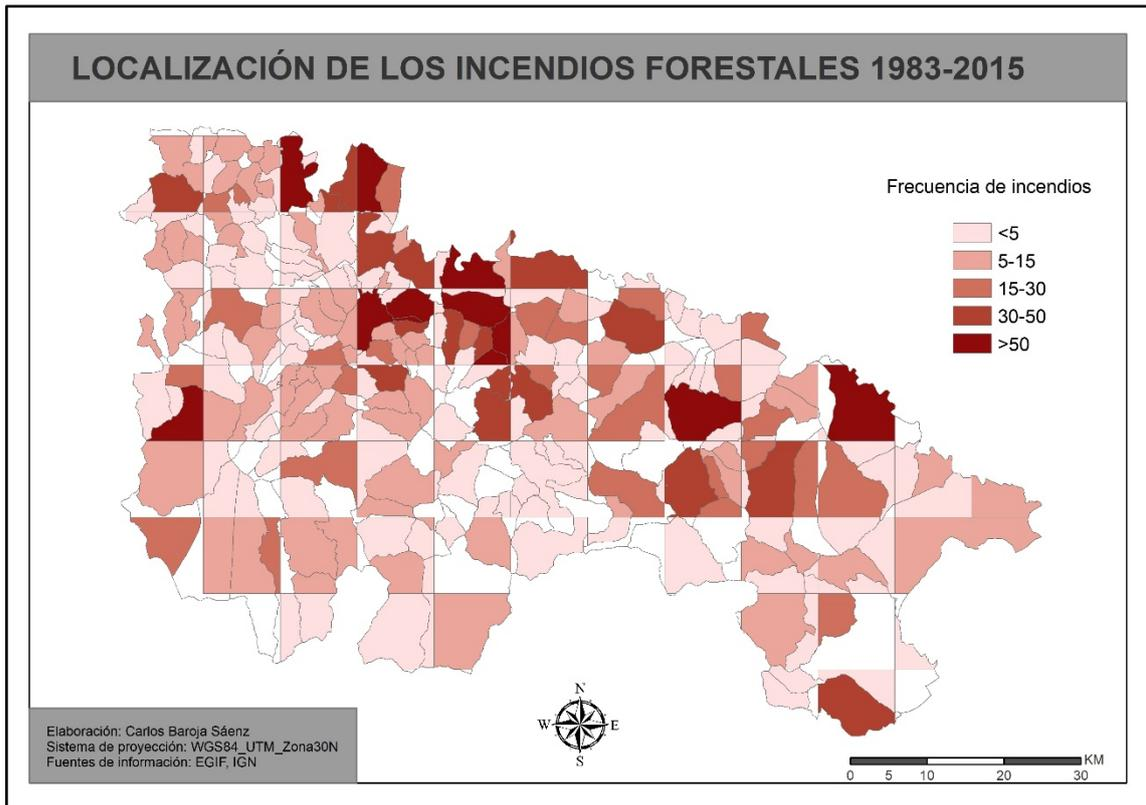 LOCALIZACIÓN DE LOS INCENDIOS FORESTALES 1983-2015
Frecuencia de incendios
<5
5-15
15-30
30-50
>50
N
W E
S
Elaboración: Carlos Baroja Sáenz
Sistema de proyección: WGS84_UTM_Zona30N
Fuentes de información: EGIF, IGN
KM
0 5 10 20 30